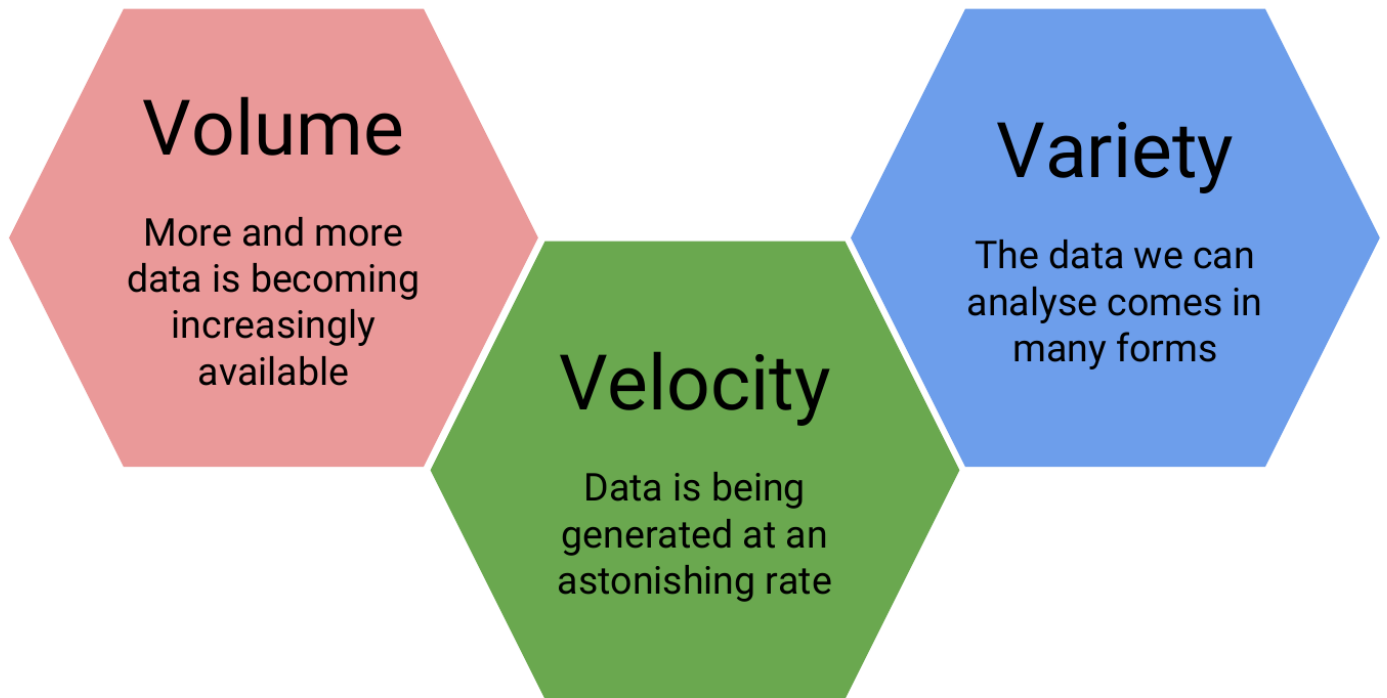 Volume
More and more
data is becoming
increasingly
available
Velocity
Data is being
generated at an
astonishing rate
Variety
The data we can
analyse comes in
many forms